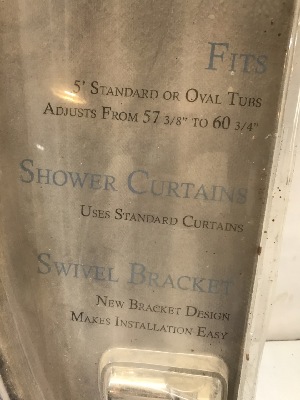 Fits
5' Standard or Oval Tubs
Adjusts From 57 3/8" to 60 3/4"
Shower Curtains
Uses Standard Curtains
Swivel Bracket
New Bracket Design
Makes Installation Easy